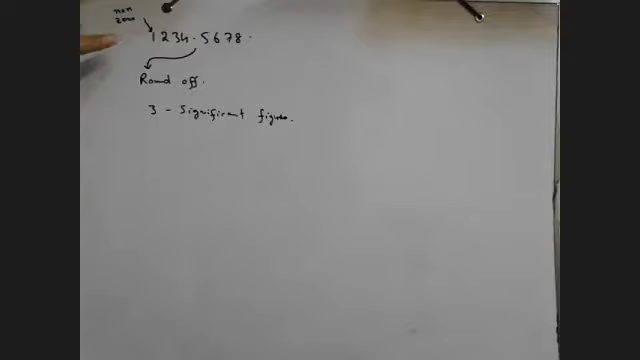 non
zero
1234.5678.
Round off.
3 - Significant figures.